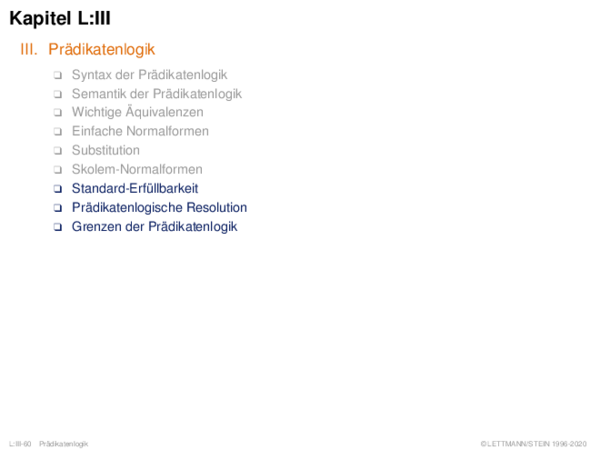 Kapitel L:III
III. Prädikatenlogik
❑ Syntax der Prädikatenlogik
❑ Semantik der Prädikatenlogik
❑ Wichtige Äquivalenzen
❑ Einfache Normalformen
❑ Substitution
❑ Skolem-Normalformen
❑ Standard-Erfüllbarkeit
❑ Prädikatenlogische Resolution
❑ Grenzen der Prädikatenlogik
L:III-60 Prädikatenlogik ©LETTMANN/STEIN 1996-2020